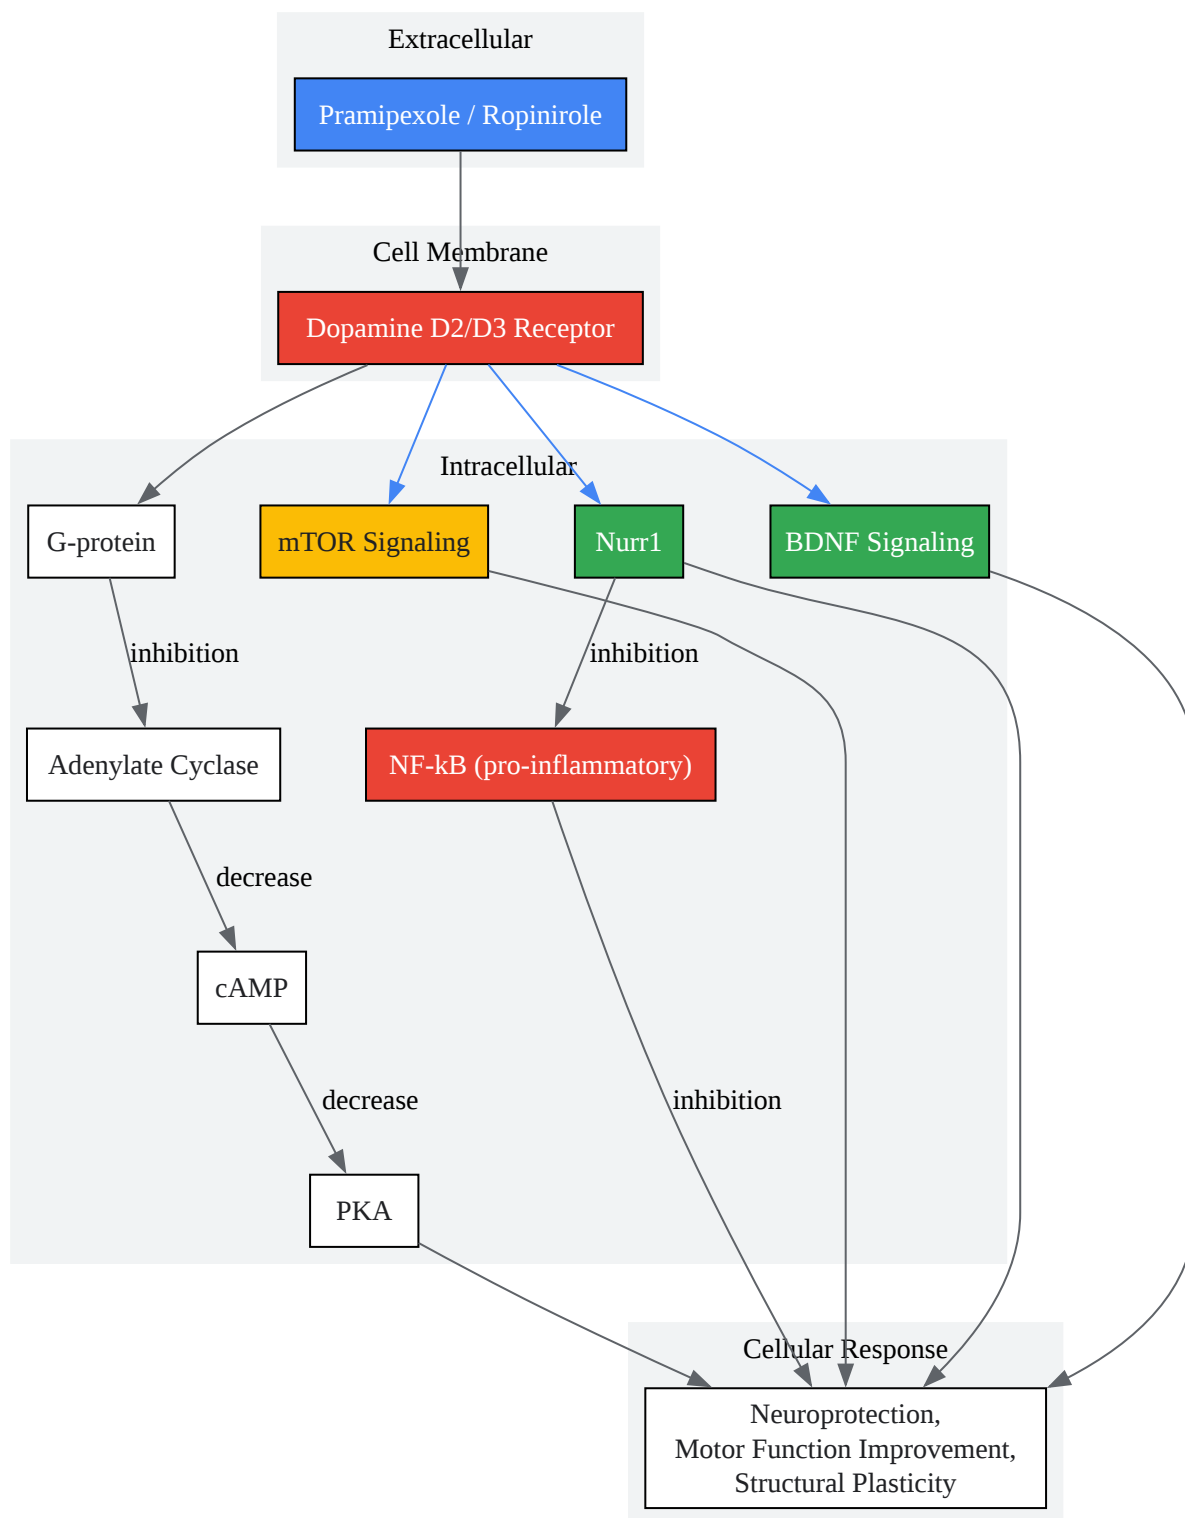 Extracellular
Pramipexole / Ropinirole
Cell Membrane
Dopamine D2/D3 Receptor
Intracellular
G-protein
mTOR Signaling
Nurr1
BDNF Signaling
inhibition
inhibition
Adenylate Cyclase
NF-kB (pro-inflammatory)
decrease
cAMP
decrease
inhibition
PKA
Cellular Response
Neuroprotection,
Motor Function Improvement,
Structural Plasticity